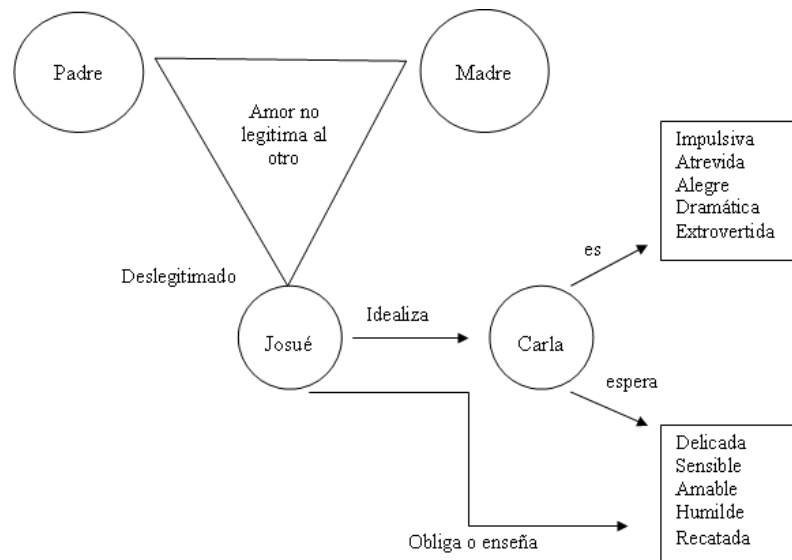 Padre
Madre
Amor no
legitima al
otro
Impulsiva
Atrevida
Alegre
Dramática
Extrovertida
es
Deslegitimado
Idealiza
Josué
Carla
espera
Delicada
Sensible
Amable
Humilde
Recatada
Obliga o enseña